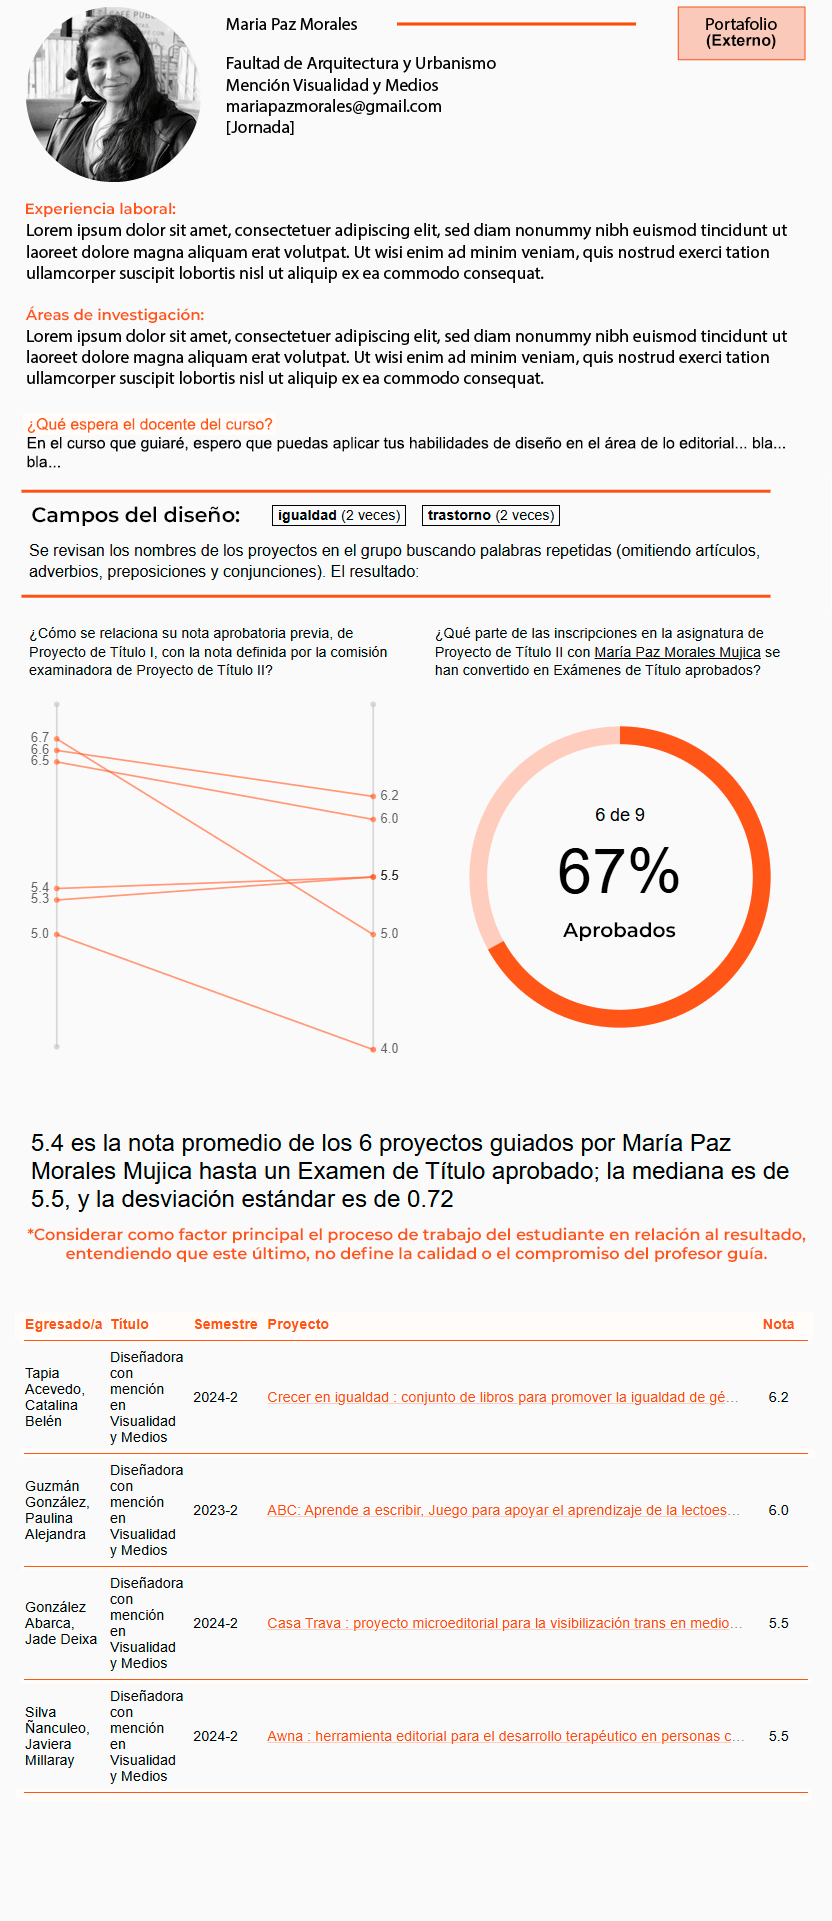 Maria Paz Morales
Portafolio
(Externo)
Faultad de Arquitectura y Urbanismo
Mención Visualidad y Medios
mariapazmorales@gmail.com
[Jornada]
Experiencia laboral:
Lorem ipsum dolor sit amet, consectetuer adipiscing elit, sed diam nonummy nibh euismod tincidunt ut
laoreet dolore magna aliquam erat volutpat. Ut wisi enim ad minim veniam, quis nostrud exerci tation
ullamcorper suscipit lobortis nisl ut aliquip ex ea commodo consequat.
Áreas de investigación:
Lorem ipsum dolor sit amet, consectetuer adipiscing elit, sed diam nonummy nibh euismod tincidunt ut
laoreet dolore magna aliquam erat volutpat. Ut wisi enim ad minim veniam, quis nostrud exerci tation
ullamcorper suscipit lobortis nisl ut aliquip ex ea commodo consequat.
¿Qué espera el docente del curso?
En el curso que guiaré, espero que puedas aplicar tus habilidades de diseño en el área de lo editorial... bla...
bla...
Campos del diseño:
igualdad (2 veces)
trastorno (2 veces)
Se revisan los nombres de los proyectos en el grupo buscando palabras repetidas (omitiendo artículos,
adverbios, preposiciones y conjunciones). El resultado:
¿Cómo se relaciona su nota aprobatoria previa, de
Proyecto de Título I, con la nota definida por la comisión
examinadora de Proyecto de Título II?
6.7
6.6
6.5
5.4
5.3
5.0
6.2
6.0
5.5
5.0
4.0
¿Qué parte de las inscripciones en la asignatura de
Proyecto de Título II con María Paz Morales Mujica se
han convertido en Exámenes de Título aprobados?
6 de 9
67%
Aprobados
5.4 es la nota promedio de los 6 proyectos guiados por María Paz
Morales Mujica hasta un Examen de Título aprobado; la mediana es de
5.5, y la desviación estándar es de 0.72
*Considerar como factor principal el proceso de trabajo del estudiante en relación al resultado,
entendiendo que este último, no define la calidad o el compromiso del profesor guía.
Egresado/a Título Semestre Proyecto Nota
Tapia
Acevedo,
Catalina
Belén
Diseñadora
con
mención
en
Visualidad
y Medios
2024-2
Crecer en igualdad : conjunto de libros para promover la igualdad de gé...
6.2
Guzmán
González,
Paulina
Alejandra
Diseñadora
con
mención
en
Visualidad
y Medios
2023-2
ABC: Aprende a escribir, Juego para apoyar el aprendizaje de la lectoes...
6.0
González
Abarca,
Jade Deixa
Diseñadora
con
mención
en
Visualidad
y Medios
2024-2
Casa Trava : proyecto microeditorial para la visibilización trans en medio...
5.5
Silva
Ñanculeo,
Javiera
Millaray
Diseñadora
con
mención
en
Visualidad
y Medios
2024-2
Awna : herramienta editorial para el desarrollo terapéutico en personas c...
5.5